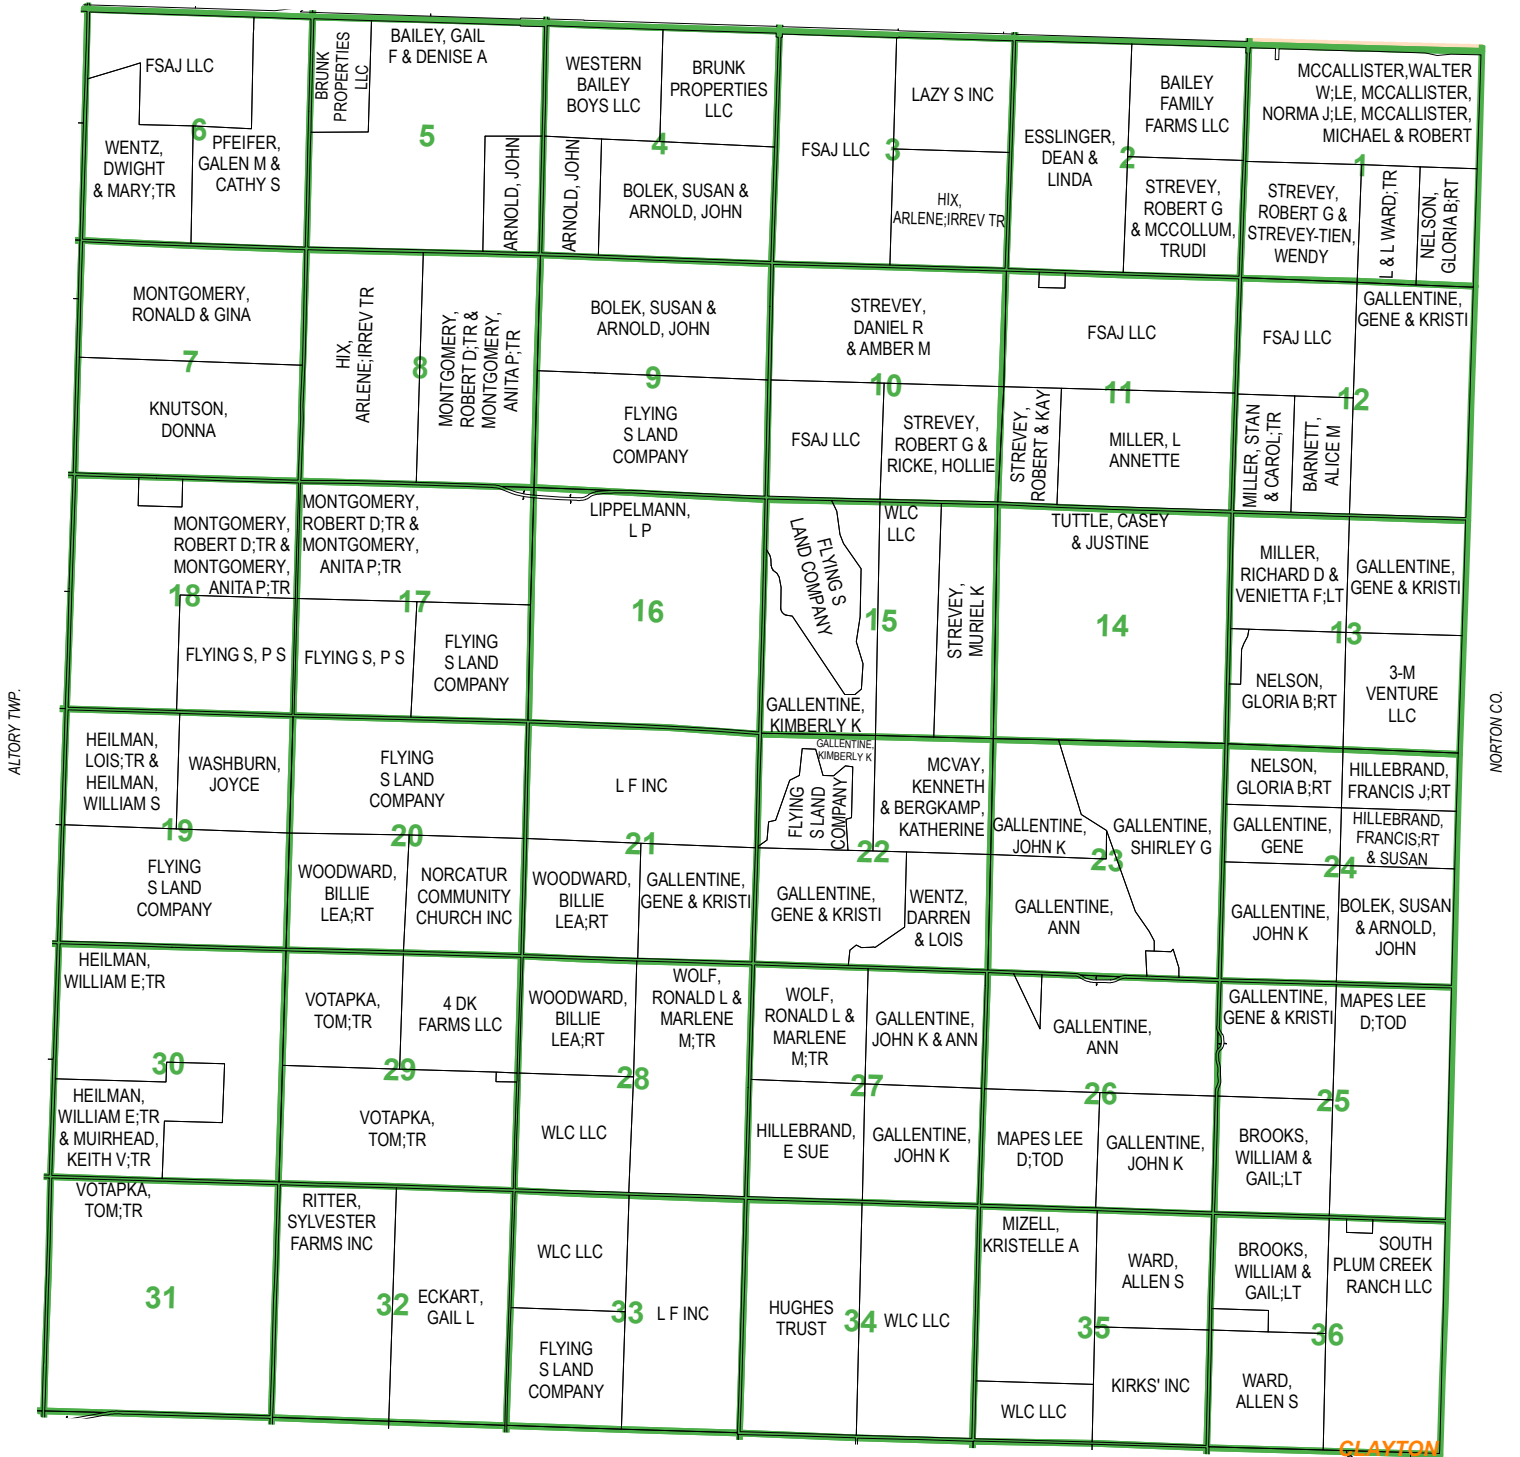 FSAJ LLC
WENTZ,
DWIGHT
& MARY;TR
6
PFEIFER,
GALEN M &
CATHY S
BRUNK
PROPERTIES
LLC
BAILEY, GAIL
F & DENISE A
5
ARNOLD, JOHN
WESTERN
BAILEY
BOYS LLC
BRUNK
PROPERTIES
LLC
4
ARNOLD, JOHN
BOLEK, SUSAN &
ARNOLD, JOHN
FSAJ LLC
3
LAZY S INC
HIX,
ARLENE;IRREV TR
ESSLINGER,
DEAN &
LINDA
2
BAILEY
FAMILY
FARMS LLC
STREVEY,
ROBERT G
& MCCOLLUM,
TRUDI
MCCALLISTER,WALTER
W;LE, MCCALLISTER,
NORMA J;LE, MCCALLISTER,
MICHAEL & ROBERT
1
STREVEY,
ROBERT G &
STREVEY-TIEN,
WENDY
L & L WARD;TR
NELSON,
GLORIA B;RT
MONTGOMERY,
RONALD & GINA
7
KNUTSON,
DONNA
HIX,
ARLENE;IRREV TR
8
MONTGOMERY,
ROBERT D;TR &
MONTGOMERY,
ANITA P;TR
BOLEK, SUSAN &
ARNOLD, JOHN
9
FLYING
S LAND
COMPANY
STREVEY,
DANIEL R
& AMBER M
10
FSAJ LLC
STREVEY,
ROBERT G &
RICKE, HOLLIE
FSAJ LLC
11
STREVEY,
ROBERT & KAY
MILLER, L
ANNETTE
FSAJ LLC
GALLENTINE,
GENE & KRISTI
12
MILLER, STAN
& CAROL;TR
BARNETT,
ALICE M
MONTGOMERY,
ROBERT D;TR &
MONTGOMERY,
ANITA P;TR
18
FLYING S, P S
MONTGOMERY,
ROBERT D;TR &
MONTGOMERY,
ANITA P;TR
17
FLYING S, P S
FLYING
S LAND
COMPANY
LIPPELMANN,
L P
16
FLYING S
LAND COMPANY
WLC
LLC
15
STREVEY,
MURIEL K
GALLENTINE,
KIMBERLY K
TUTTLE, CASEY
& JUSTINE
14
MILLER,
RICHARD D &
VENIETTA F;LT
GALLENTINE,
GENE & KRISTI
13
NELSON,
GLORIA B;RT
3-M
VENTURE
LLC
ALTORY TWP.
NORTON CO.
HEILMAN,
LOIS;TR &
HEILMAN,
WILLIAM S
WASHBURN,
JOYCE
19
FLYING
S LAND
COMPANY
FLYING
S LAND
COMPANY
20
WOODWARD,
BILLIE
LEA;RT
NORCATUR
COMMUNITY
CHURCH INC
L F INC
21
WOODWARD,
BILLIE
LEA;RT
GALLENTINE,
GENE & KRISTI
GALLENTINE,
KIMBERLY K
FLYING
S LAND
COMPANY
MCVAY,
KENNETH
& BERGKAMP,
KATHERINE
22
GALLENTINE,
GENE & KRISTI
WENTZ,
DARREN
& LOIS
GALLENTINE,
JOHN K
GALLENTINE,
SHIRLEY G
23
GALLENTINE,
ANN
NELSON,
GLORIA B;RT
HILLEBRAND,
FRANCIS J;RT
GALLENTINE,
GENE
HILLEBRAND,
FRANCIS;RT
& SUSAN
24
GALLENTINE,
JOHN K
BOLEK, SUSAN
& ARNOLD,
JOHN
HEILMAN,
WILLIAM E;TR
30
HEILMAN,
WILLIAM E;TR
& MUIRHEAD,
KEITH V;TR
VOTAPKA,
TOM;TR
4 DK
FARMS LLC
29
VOTAPKA,
TOM;TR
WOODWARD,
BILLIE
LEA;RT
WOLF,
RONALD L &
MARLENE
M;TR
28
WLC LLC
WOLF,
RONALD L &
MARLENE
M;TR
GALLENTINE,
JOHN K & ANN
27
HILLEBRAND,
E SUE
GALLENTINE,
JOHN K
GALLENTINE,
ANN
26
MAPES LEE
D;TOD
GALLENTINE,
JOHN K
GALLENTINE,
GENE & KRISTI
MAPES LEE
D;TOD
25
BROOKS,
WILLIAM &
GAIL;LT
VOTAPKA,
TOM;TR
31
RITTER,
SYLVESTER
FARMS INC
32
ECKART,
GAIL L
WLC LLC
33
L F INC
FLYING
S LAND
COMPANY
HUGHES
TRUST
34
WLC LLC
MIZELL,
KRISTELLE A
WARD,
ALLEN S
35
KIRKS' INC
WLC LLC
BROOKS,
WILLIAM &
GAIL;LT
SOUTH
PLUM CREEK
RANCH LLC
36
WARD,
ALLEN S
CLAYTON